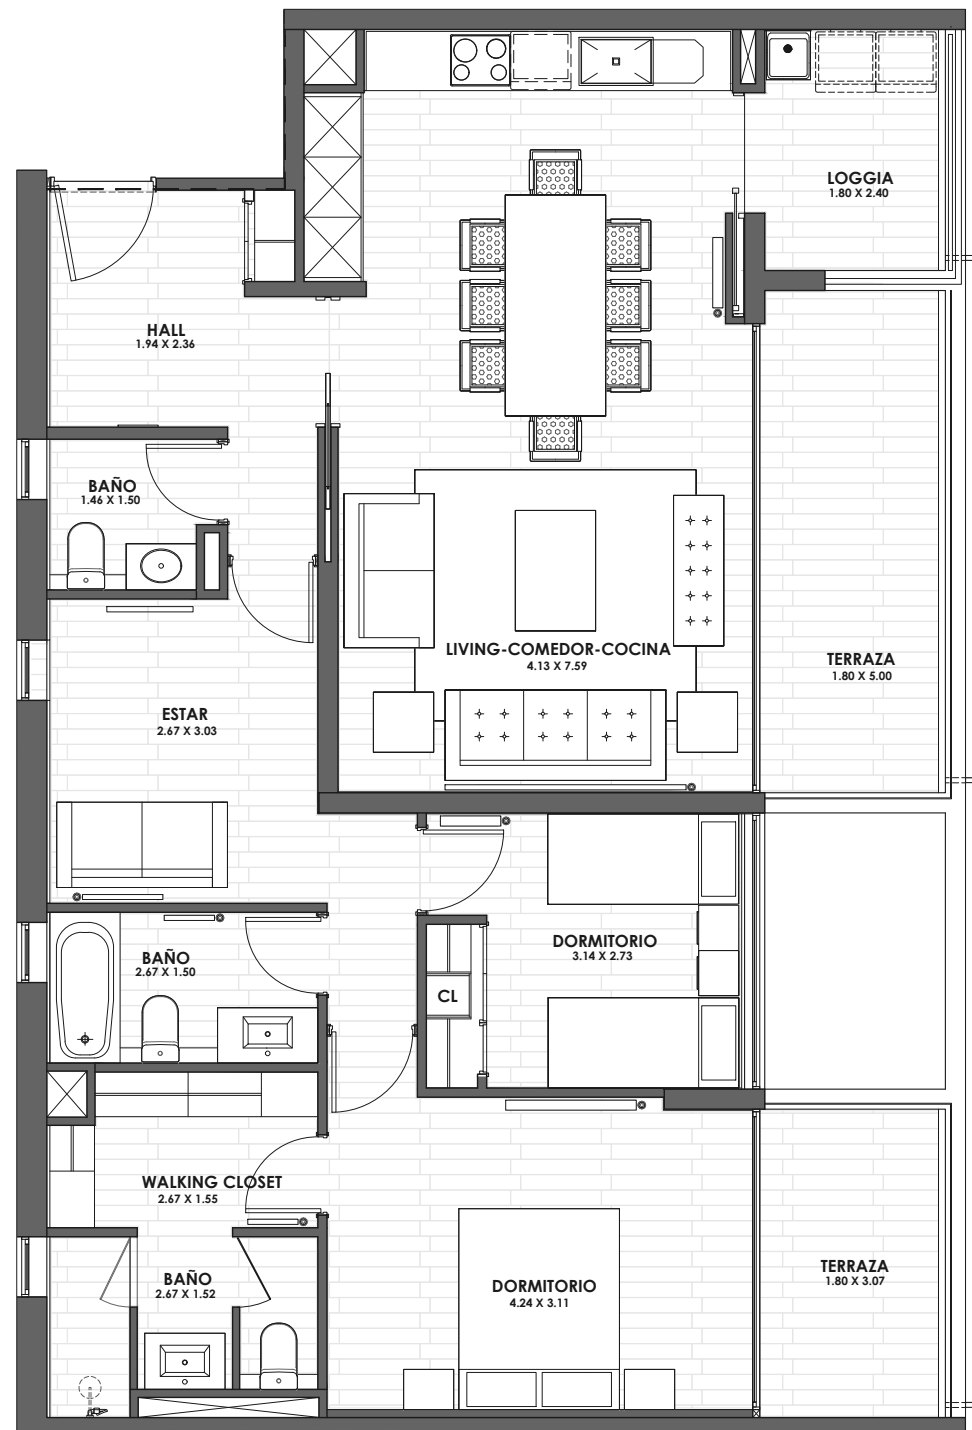 LOGGIA
1.80 X 2.40
HALL
1.94 X 2.36
BAÑO
1.46 X 1.50
LIVING-COMEDOR-COCINA
4.13 X 7.59
TERRAZA
1.80 X 5.00
ESTAR
2.67 X 3.03
DORMITORIO
3.14 X 2.73
BAÑO
2.67 X 1.50
CL
WALKING CLOSET
2.67 X 1.55
BAÑO
2.67 X 1.52
DORMITORIO
4.24 X 3.11
TERRAZA
1.80 X 3.07